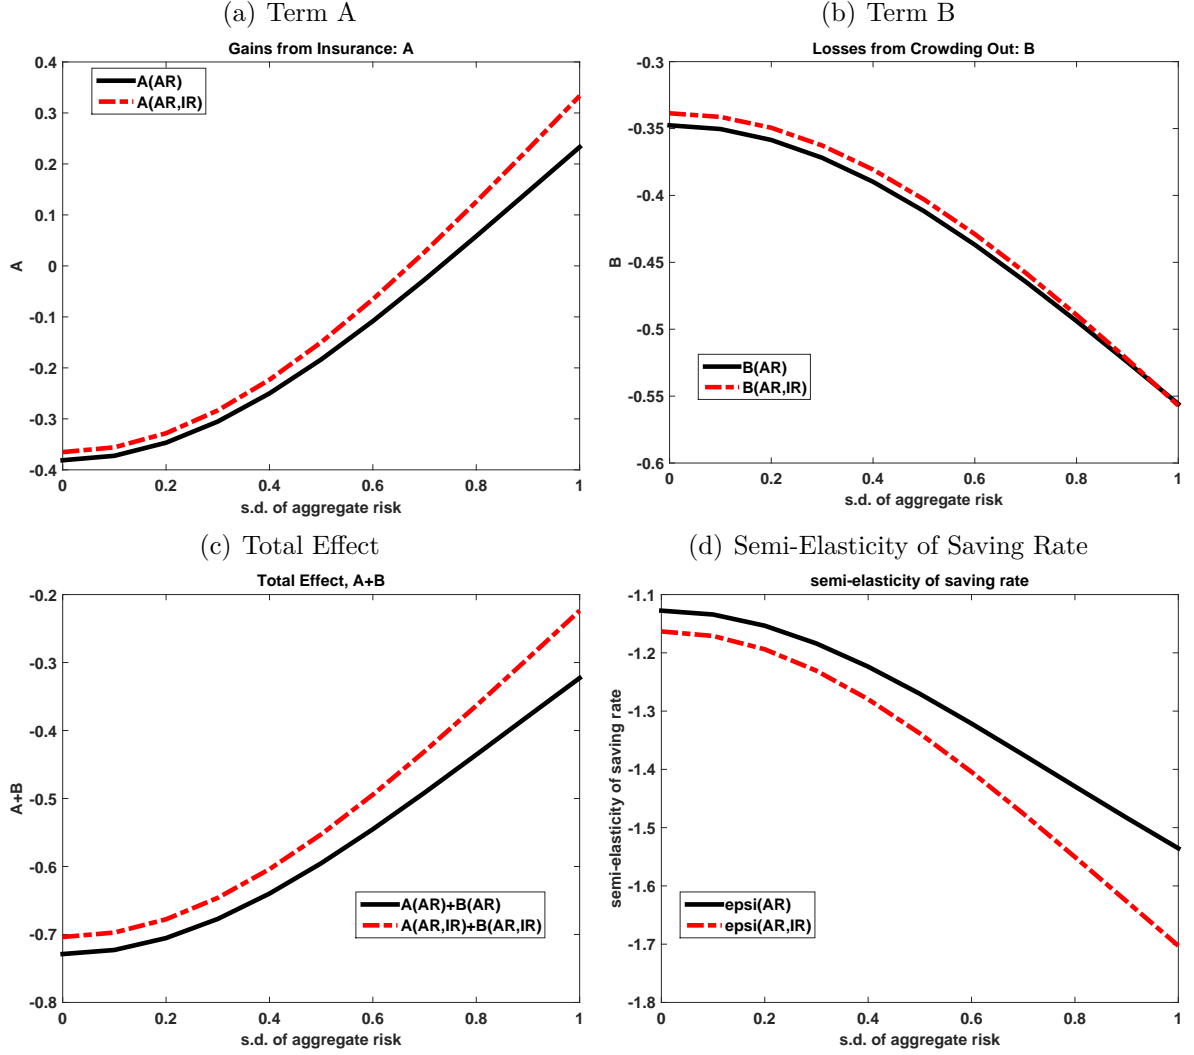 (a) Term A
Gains from Insurance: A
0.4
0.3
0.2
0.1
0
-0.1
-0.2
-0.3
-0.4
A
A(AR)
A(AR,IR)
0
0.2
0.4
0.6
0.8
1
s.d. of aggregate risk
(b) Term B
Losses from Crowding Out: B
-0.3
-0.35
-0.4
-0.45
-0.5
-0.55
-0.6
B
B(AR)
B(AR,IR)
0
0.2
0.4
0.6
0.8
1
s.d. of aggregate risk
(c) Total Effect
Total Effect, A+B
-0.2
-0.3
-0.4
-0.5
-0.6
-0.7
-0.8
A+B
A(AR)+B(AR)
A(AR,IR)+B(AR,IR)
0
0.2
0.4
0.6
0.8
1
s.d. of aggregate risk
(d) Semi-Elasticity of Saving Rate
semi-elasticity of saving rate
-1.1
-1.2
-1.3
-1.4
-1.5
-1.6
-1.7
-1.8
semi-elasticity of saving rate
epsi(AR)
epsi(AR,IR)
0
0.2
0.4
0.6
0.8
1
s.d. of aggregate risk